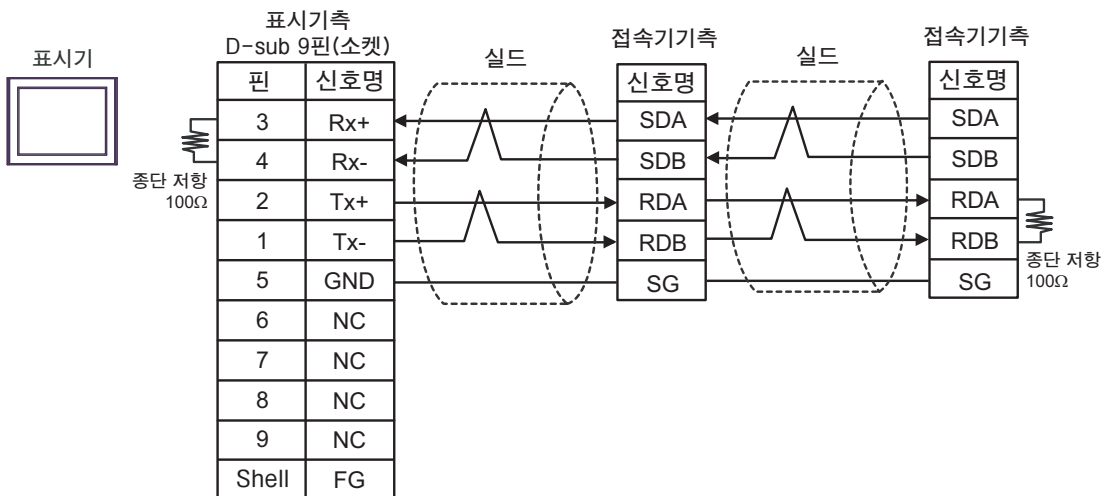 표시기
표시기측
D-sub 9핀(소켓)
핀 신호명
3 Rx+
4 Rx-
2 Tx+
1 Tx-
5 GND
6 NC
7 NC
8 NC
9 NC
Shell FG
종단 저항
100Ω
실드
접속기기측
신호명
SDA
SDB
RDA
RDB
SG
실드
접속기기측
신호명
SDA
SDB
RDA
RDB
SG
종단 저항
100Ω